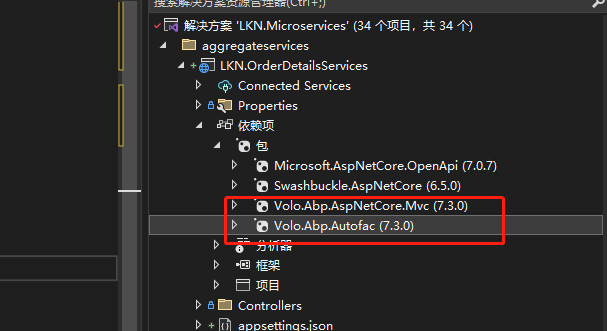 搜索解决方案资源管理器(Ctrl+;)
解决方案 'LKN.Microservices' (34 个项目，共 34 个)
aggregateservices
LKN.OrderDetailsServices
Connected Services
Properties
依赖项
包
Microsoft.AspNetCore.OpenApi (7.0.7)
Swashbuckle.AspNetCore (6.5.0)
Volo.Abp.AspNetCore.Mvc (7.3.0)
Volo.Abp.Autofac (7.3.0)
分析器
框架
项目
Controllers
appsettings.json